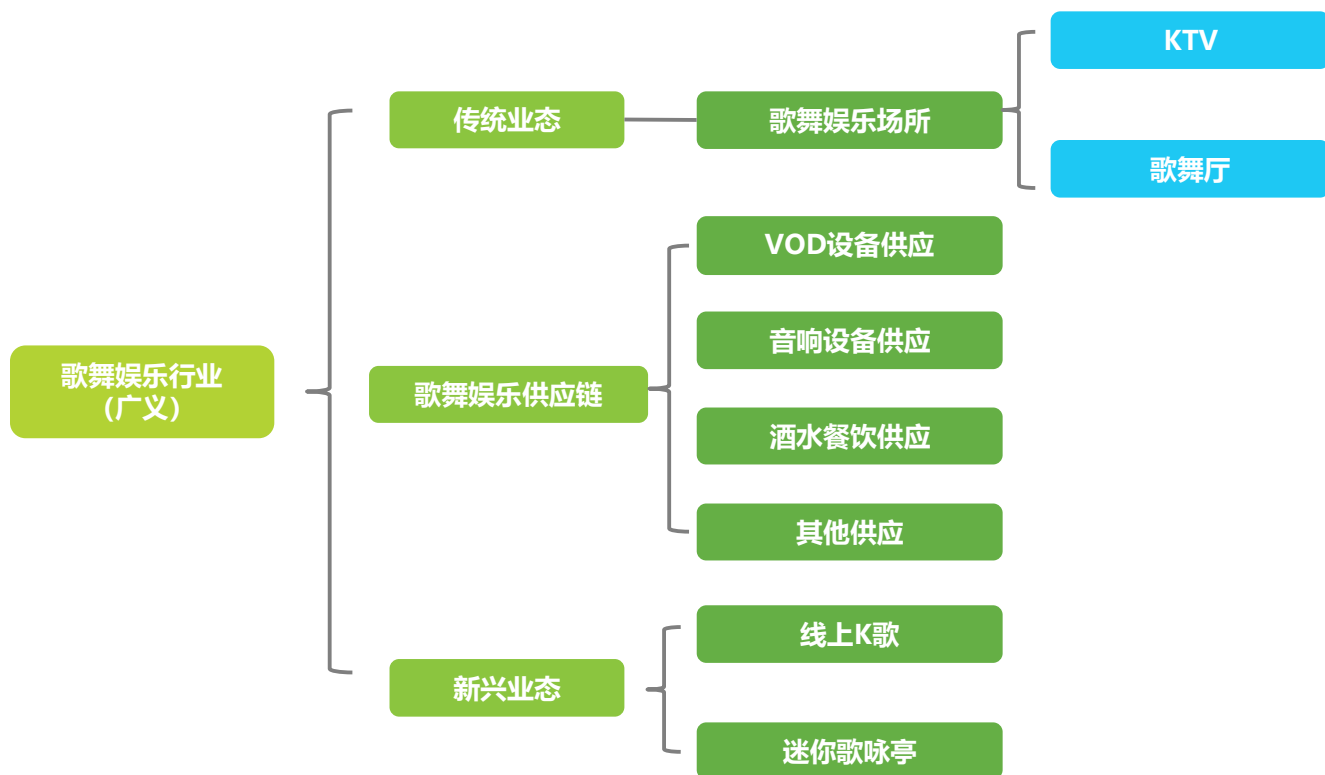 KTV
传统业态
歌舞娱乐场所
歌舞厅
VOD设备供应
音响设备供应
歌舞娱乐行业
（广义）
歌舞娱乐供应链
酒水餐饮供应
其他供应
线上K歌
新兴业态
迷你歌咏亭